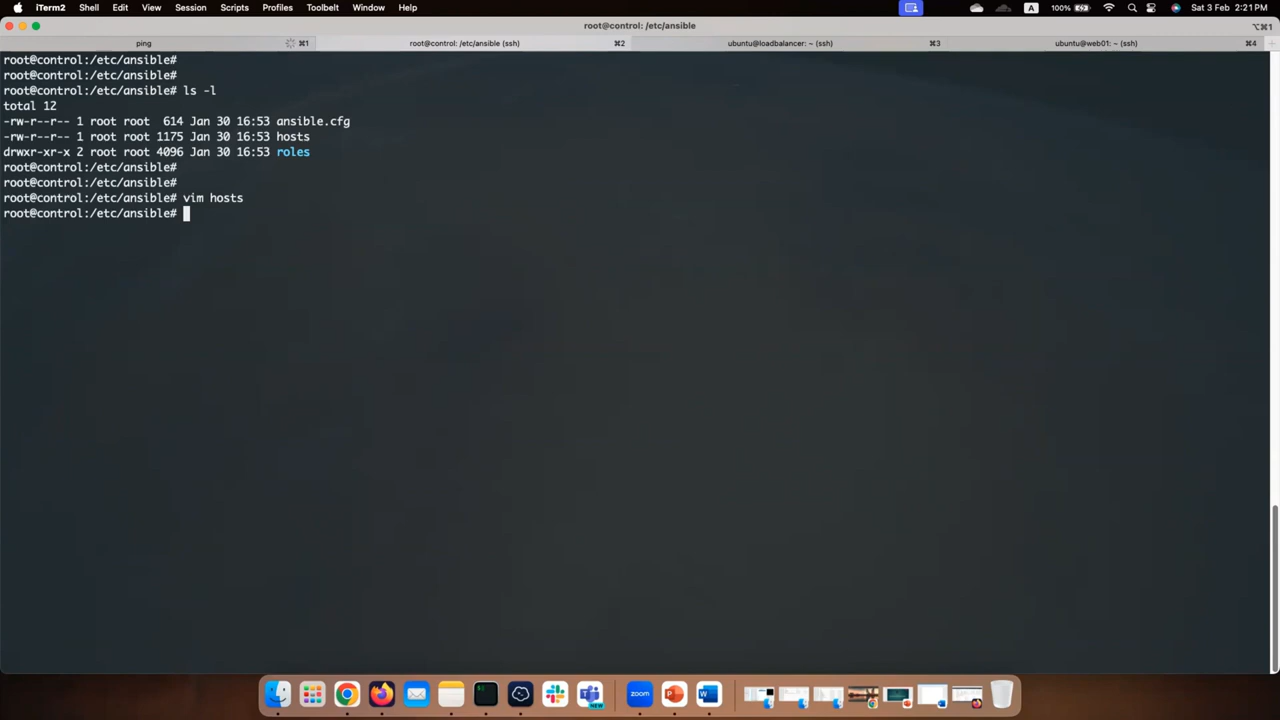 iTerm2 Shell Edit View Session Scripts Profiles Toolbelt Window Help A 100% Sat 3 Feb 2:21 PM
root@control: /etc/ansible ⌥⌘1
ping ⌘1 root@control: /etc/ansible (ssh) ⌘2 ubuntu@loadbalancer: ~ (ssh) ⌘3 ubuntu@web01: ~ (ssh) ⌘4
root@control:/etc/ansible#
root@control:/etc/ansible#
root@control:/etc/ansible# ls -l
total 12
-rw-r--r-- 1 root root  614 Jan 30 16:53 ansible.cfg
-rw-r--r-- 1 root root 1175 Jan 30 16:53 hosts
drwxr-xr-x 2 root root 4096 Jan 30 16:53 roles
root@control:/etc/ansible#
root@control:/etc/ansible#
root@control:/etc/ansible# vim hosts
root@control:/etc/ansible#
zoom
NEW